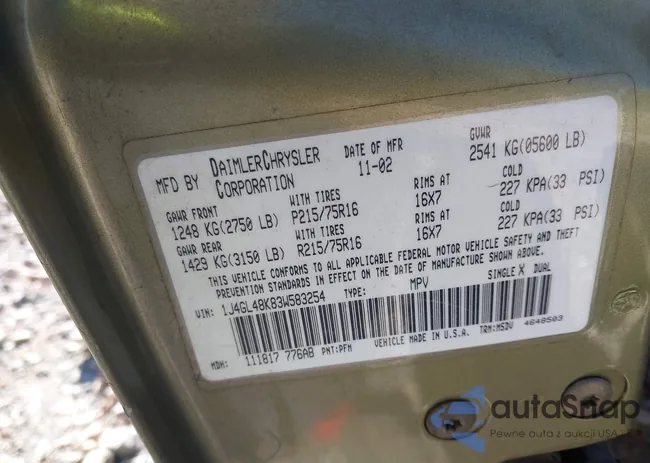 MFD BY DAIMLERCHRYSLER CORPORATION DATE OF MFR 11-02 GVWR 2541 KG(05600 LB)
GAWR FRONT WITH TIRES RIMS AT COLD
1248 KG(2750 LB) P215/75R16 16X7 227 KPA(33 PSI)
GAWR REAR WITH TIRES RIMS AT COLD
1429 KG(3150 LB) R215/75R16 16X7 227 KPA(33 PSI)
THIS VEHICLE CONFORMS TO ALL APPLICABLE FEDERAL MOTOR VEHICLE SAFETY AND THEFT
PREVENTION STANDARDS IN EFFECT ON THE DATE OF MANUFACTURE SHOWN ABOVE.
VIN: 1J4GL48K83W583254 TYPE: MPV SINGLE X DUAL
MDH: 111817 776AB PNT:PFM VEHICLE MADE IN U.S.A. TRM:MSDV 4648503
autoSnap
Pewne auta z aukcji USA